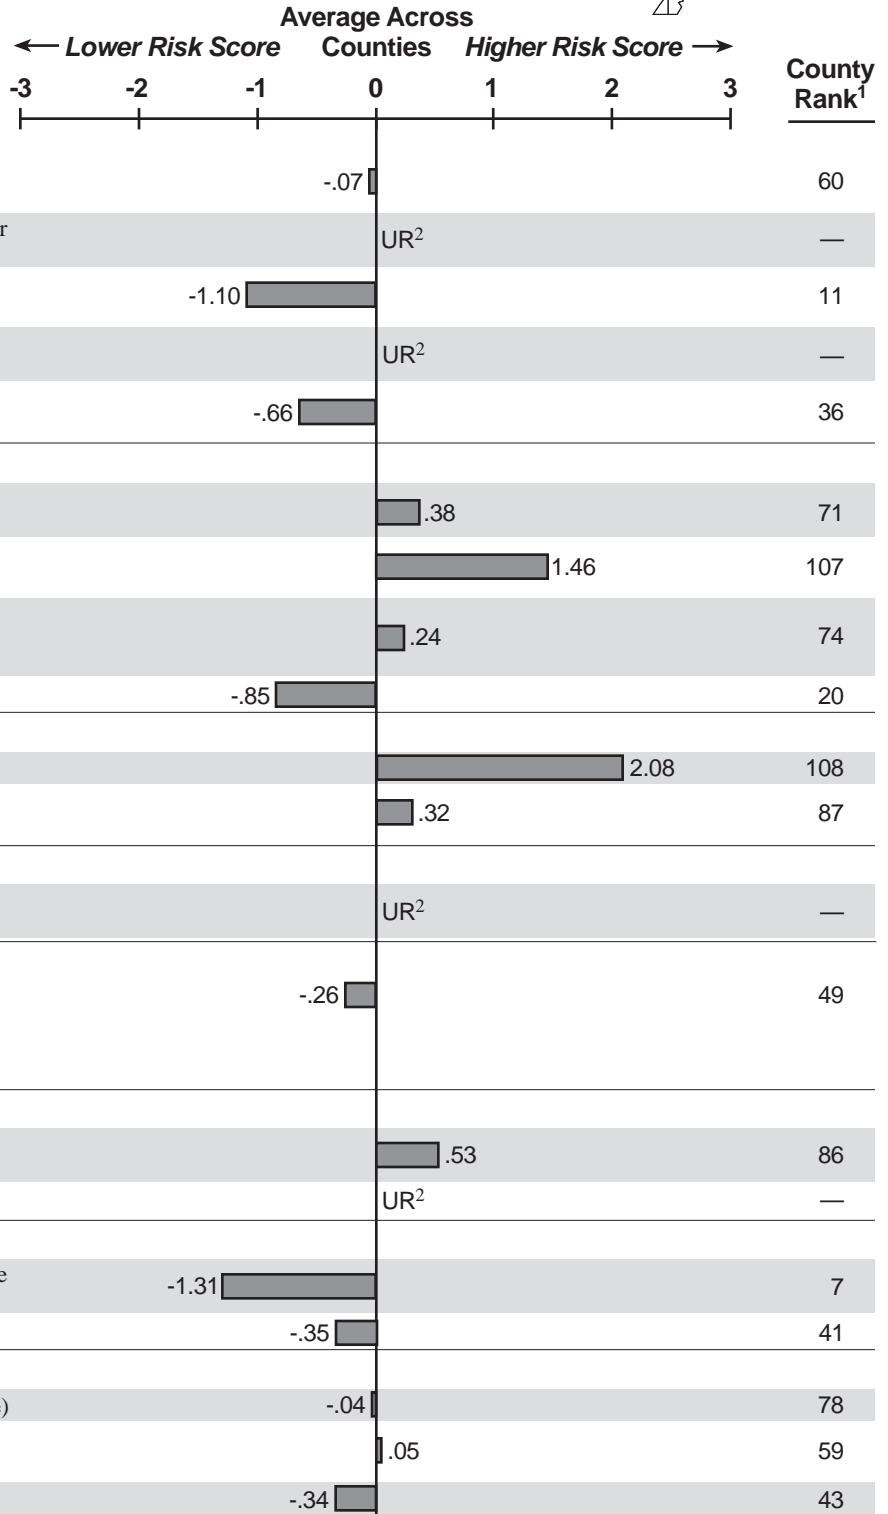 Average Across
← Lower Risk Score Counties Higher Risk Score →
County
Rank¹
-3 -2 -1 0 1 2 3
-.07 60
r
UR² —
-1.10 11
UR² —
-.66 36
.38 71
1.46 107
.24 74
-.85 20
2.08 108
.32 87
UR² —
-.26 49
.53 86
UR² —
e
-1.31 7
-.35 41
) -.04 78
.05 59
-.34 43